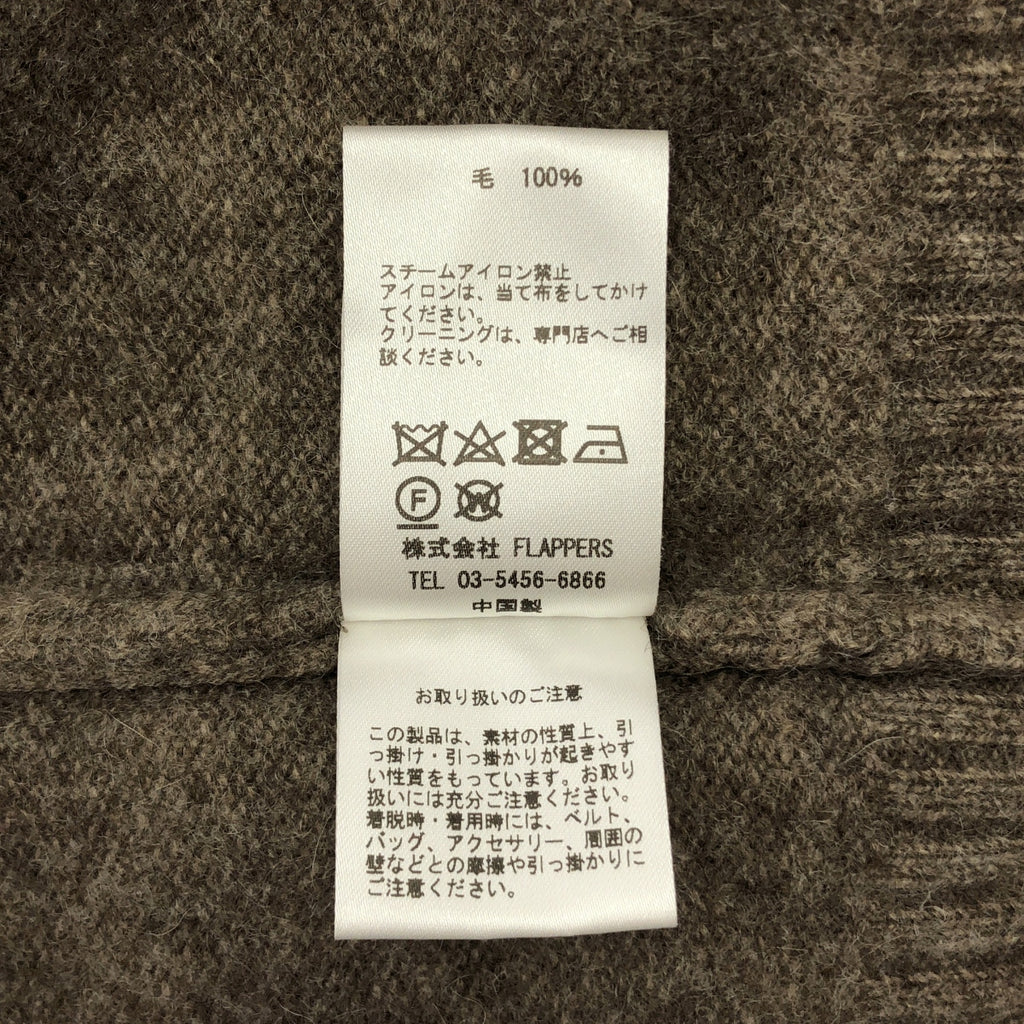 毛 100%
スチームアイロン禁止
アイロンは、当て布をしてかけ
てください。
クリーニングは、専門店へご相
談ください。
F
W
株式会社 FLAPPERS
TEL 03-5456-6866
中国製
お取り扱いのご注意
この製品は、素材の性質上、引
っ掛け・引っ掛かりが起きやす
い性質をもっています。お取り
扱いには充分ご注意ください。
着脱時・着用時には、ベルト、
バッグ、アクセサリー、周囲の
壁などとの摩擦や引っ掛かりに
ご注意ください。